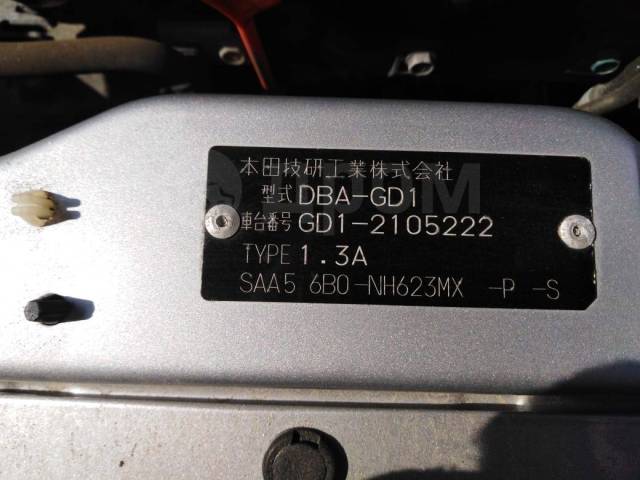 本田技研工業株式会社
型式 DBA-GD1
車台番号 GD1-2105222
TYPE 1.3A
SAA5 6B0-NH623MX -P -S